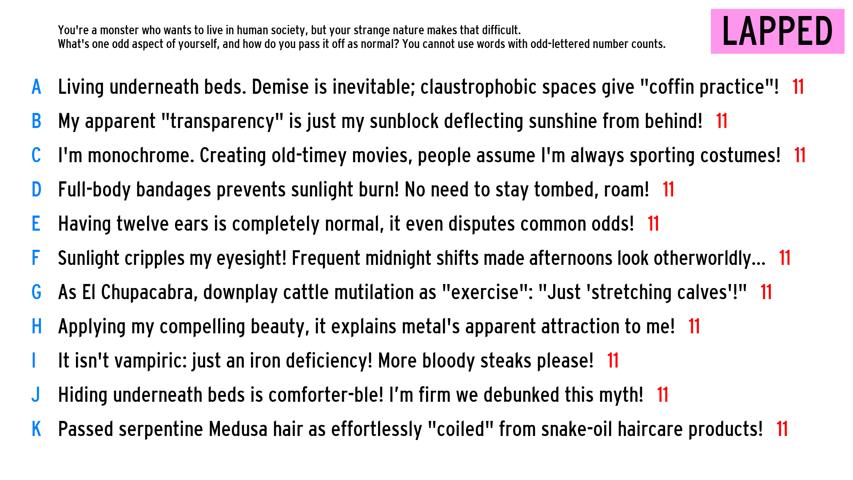 You're a monster who wants to live in human society, but your strange nature makes that difficult.
What's one odd aspect of yourself, and how do you pass it off as normal? You cannot use words with odd-lettered number counts.
LAPPED
A Living underneath beds. Demise is inevitable; claustrophobic spaces give "coffin practice"! 11
B My apparent "transparency" is just my sunblock deflecting sunshine from behind! 11
C I'm monochrome. Creating old-timey movies, people assume I'm always sporting costumes! 11
D Full-body bandages prevents sunlight burn! No need to stay tombed, roam! 11
E Having twelve ears is completely normal, it even disputes common odds! 11
F Sunlight cripples my eyesight! Frequent midnight shifts made afternoons look otherworldly... 11
G As El Chupacabra, downplay cattle mutilation as "exercise": "Just 'stretching calves'!" 11
H Applying my compelling beauty, it explains metal's apparent attraction to me! 11
I It isn't vampiric: just an iron deficiency! More bloody steaks please! 11
J Hiding underneath beds is comforter-ble! I’m firm we debunked this myth! 11
K Passed serpentine Medusa hair as effortlessly "coiled" from snake-oil haircare products! 11